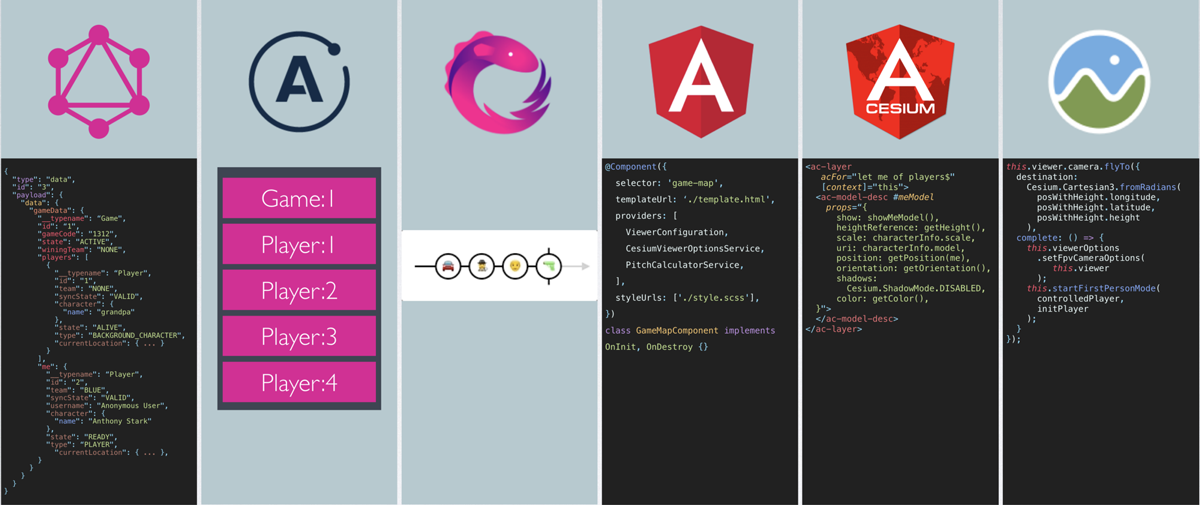 {
"type": "data",
"id": "3",
"payload": {
"data": {
"gameData": {
"__typename": "Game",
"id": "1",
"gameCode": "1312",
"state": "ACTIVE",
"winingTeam": "NONE",
"players": [
{
"__typename": "Player",
"id": "1",
"team": "NONE",
"syncState": "VALID",
"character": {
"name": "grandpa"
},
"state": "ALIVE",
"type": "BACKGROUND_CHARACTER",
"currentLocation": { ... }
}
],
"me": {
"__typename": "Player",
"id": "2",
"team": "BLUE",
"syncState": "VALID",
"username": "Anonymous User",
"character": {
"name": "Anthony Stark"
},
"state": "READY",
"type": "PLAYER",
"currentLocation": { ... },
}
}
}
}
}
A
Game:1
Player:1
Player:2
Player:3
Player:4
A
@Component({
selector: 'game-map',
templateUrl: './template.html',
providers: [
ViewerConfiguration,
CesiumViewerOptionsService,
PitchCalculatorService,
],
styleUrls: ['./style.scss'],
})
class GameMapComponent implements
OnInit, OnDestroy {}
A
CESIUM
<ac-layer
acFor="let me of players$"
[context]="this">
<ac-model-desc #meModel
props="{
show: showMeModel(),
heightReference: getHeight(),
scale: characterInfo.scale,
uri: characterInfo.model,
position: getPosition(me),
orientation: getOrientation(),
shadows:
Cesium.ShadowMode.DISABLED,
color: getColor(),
}">
</ac-model-desc>
</ac-layer>
this.viewer.camera.flyTo({
destination:
Cesium.Cartesian3.fromRadians(
posWithHeight.longitude,
posWithHeight.latitude,
posWithHeight.height
),
complete: () => {
this.viewerOptions
.setFpvCameraOptions(
this.viewer
);
this.startFirstPersonMode(
controlledPlayer,
initPlayer
);
}
});